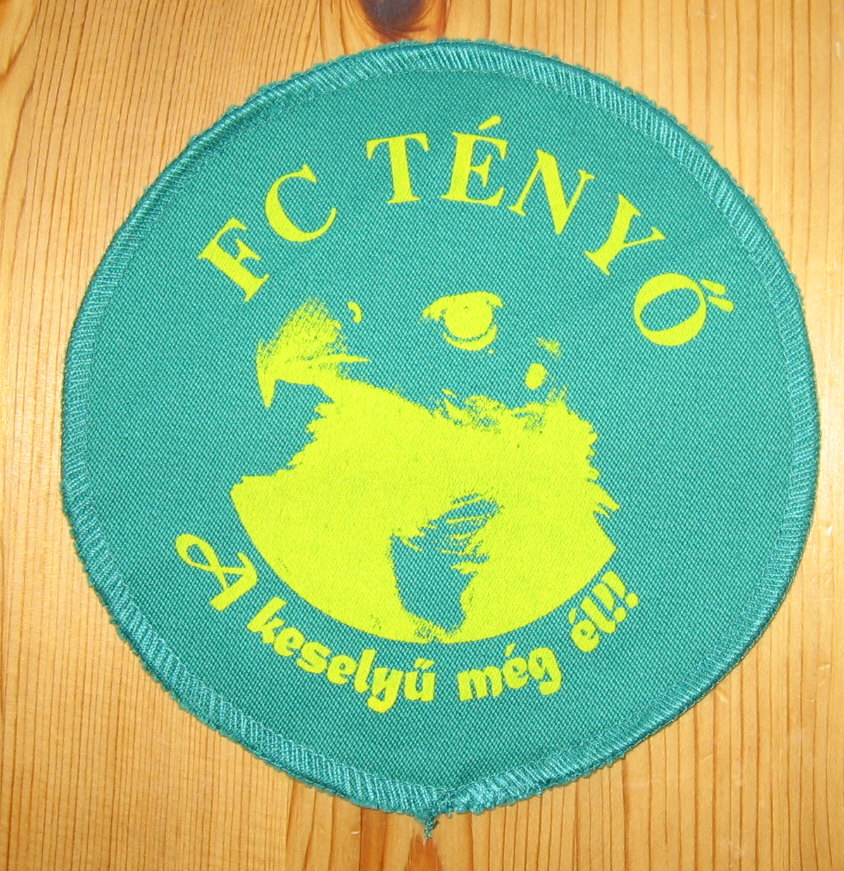 FC TÉNYŐ
A keselyű még él!!